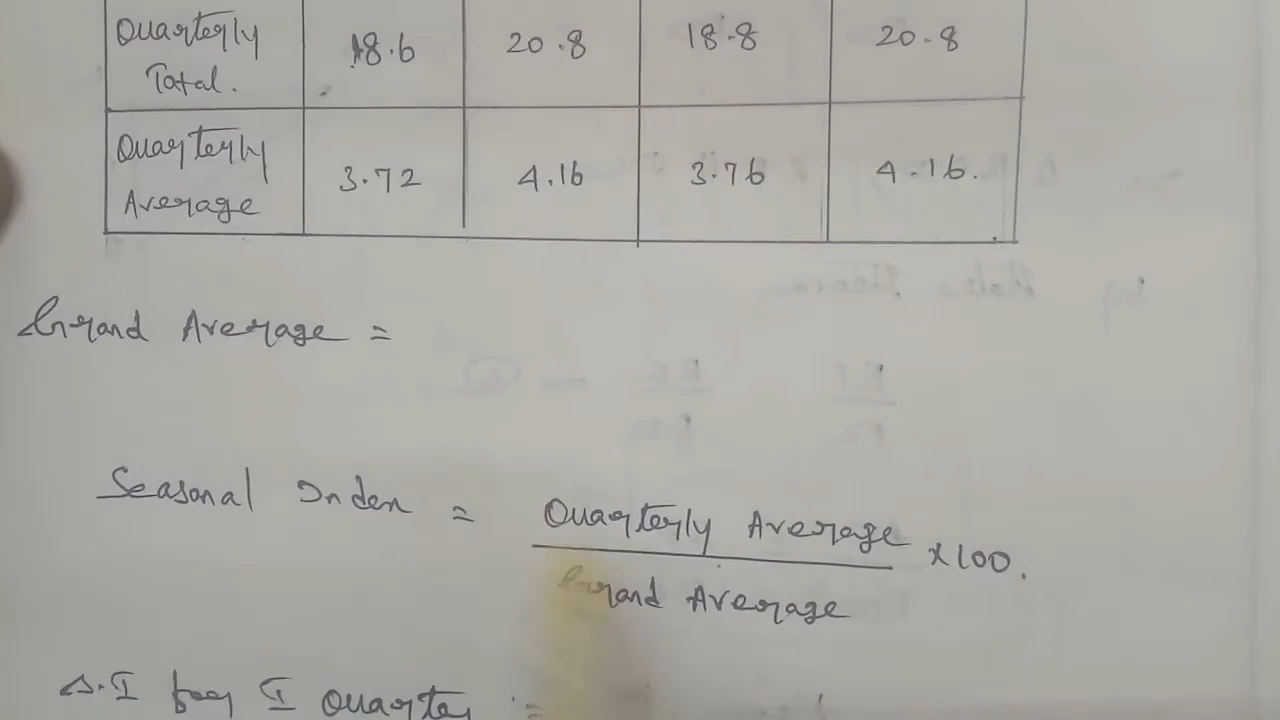 Quarterly 18.6 20.8 18.8 20.8
Total.
Quarterly 3.72 4.16 3.76 4.16.
Average
Grand Average =
Seasonal Index = Quarterly Average ×100.
Grand Average
S.I for I Quarter =